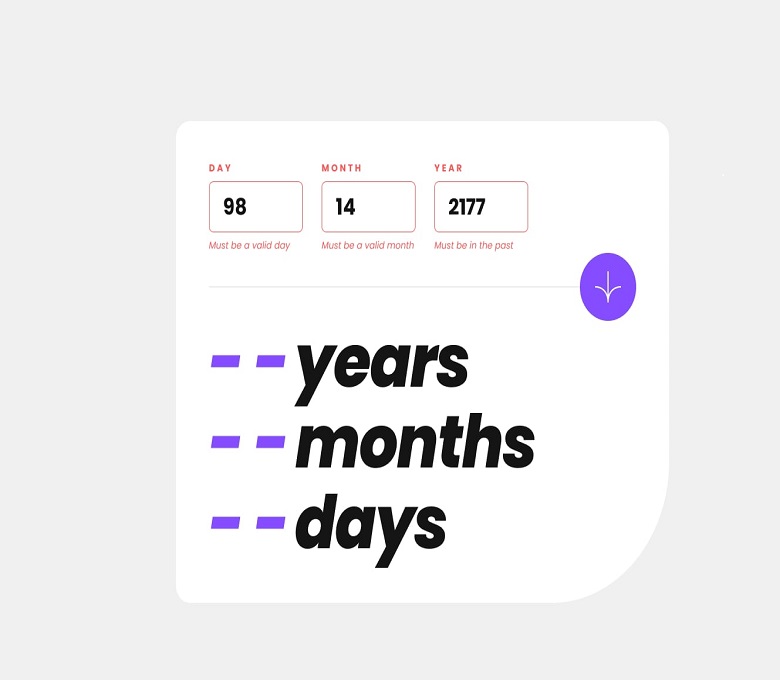 DAY MONTH YEAR
98 14 2177
Must be a valid day Must be a valid month Must be in the past
-- years
-- months
-- days